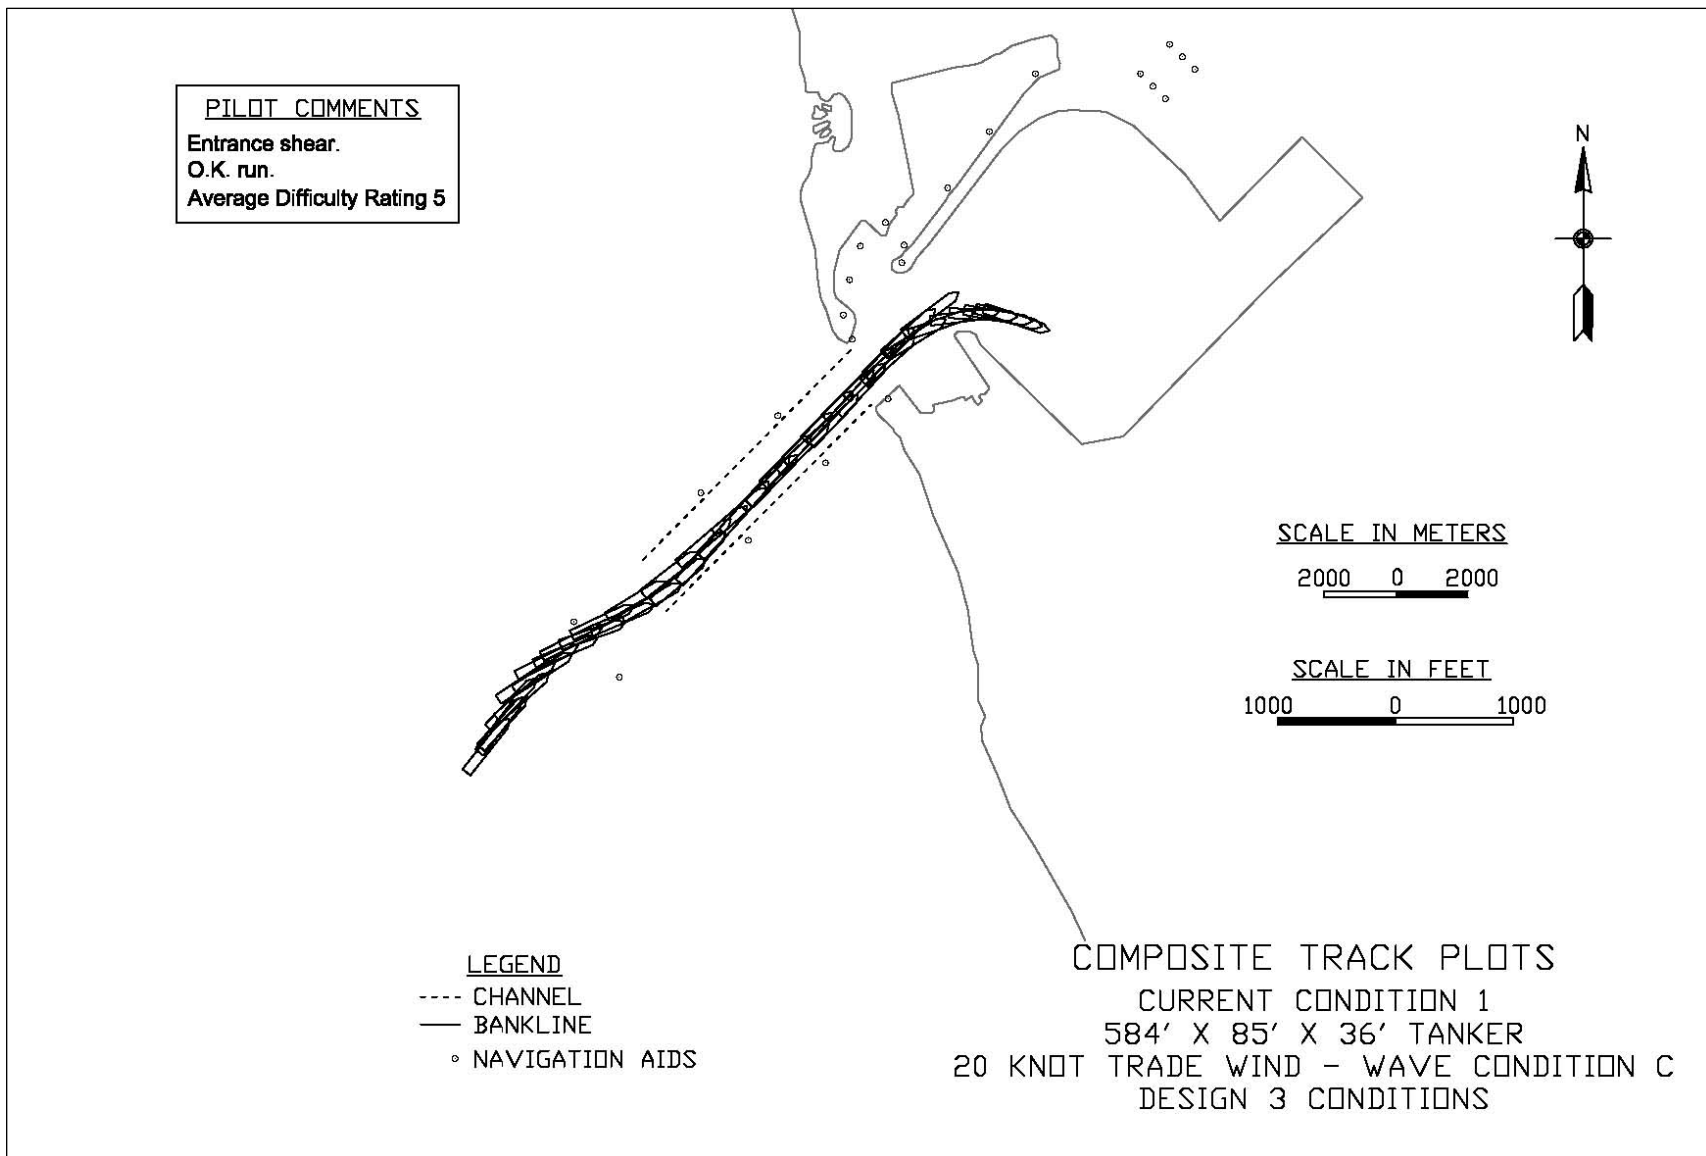 PILOT COMMENTS
Entrance shear.
O.K. run.
Average Difficulty Rating 5
N
SCALE IN METERS
2000 0 2000
SCALE IN FEET
1000 0 1000
LEGEND
CHANNEL
BANKLINE
NAVIGATION AIDS
COMPOSITE TRACK PLOTS
CURRENT CONDITION 1
584' X 85' X 36' TANKER
20 KNOT TRADE WIND - WAVE CONDITION C
DESIGN 3 CONDITIONS